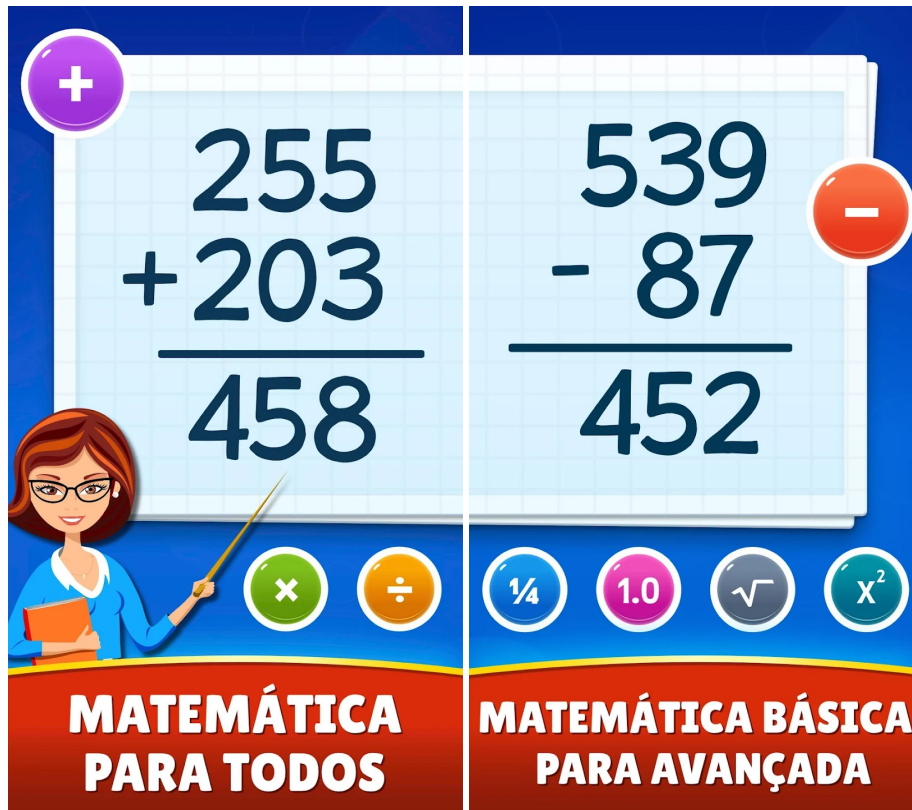 +
255
+203
458
×
÷
MATEMÁTICA
PARA TODOS
539
- 87
452
−
¼
1.0
√
x²
MATEMÁTICA BÁSICA
PARA AVANÇADA